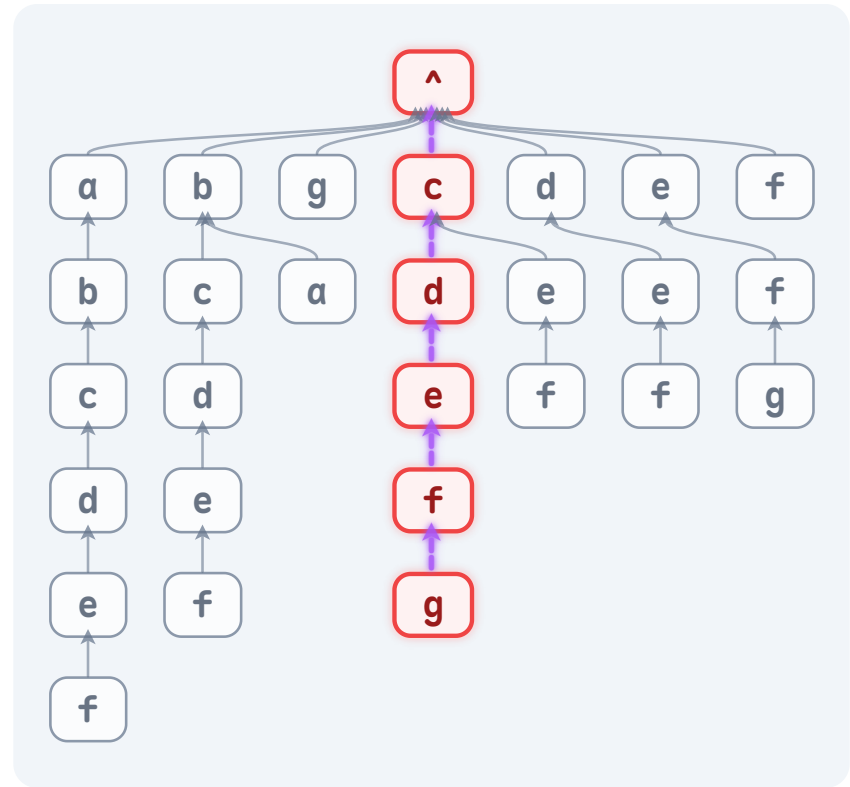 ^
a b g c d e f
b c a d e e f
c d e f f g
d e f
e f g
f